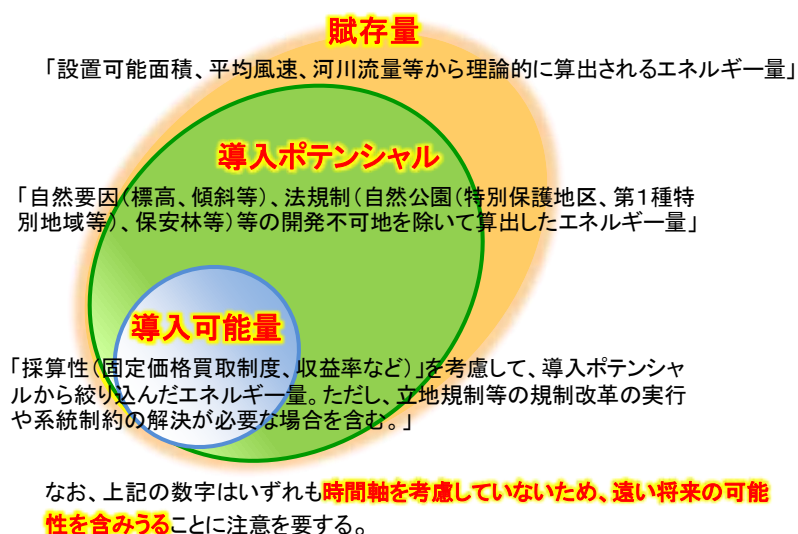 賦存量
「設置可能面積、平均風速、河川流量等から理論的に算出されるエネルギー量」
導入ポテンシャル
「自然要因(標高、傾斜等)、法規制(自然公園(特別保護地区、第1種特
別地域等)、保安林等)等の開発不可地を除いて算出したエネルギー量」
導入可能量
「採算性(固定価格買取制度、収益率など)」を考慮して、導入ポテンシャ
ルから絞り込んだエネルギー量。ただし、立地規制等の規制改革の実行
や系統制約の解決が必要な場合を含む。」
なお、上記の数字はいずれも時間軸を考慮していないため、遠い将来の可能
性を含みうることに注意を要する。